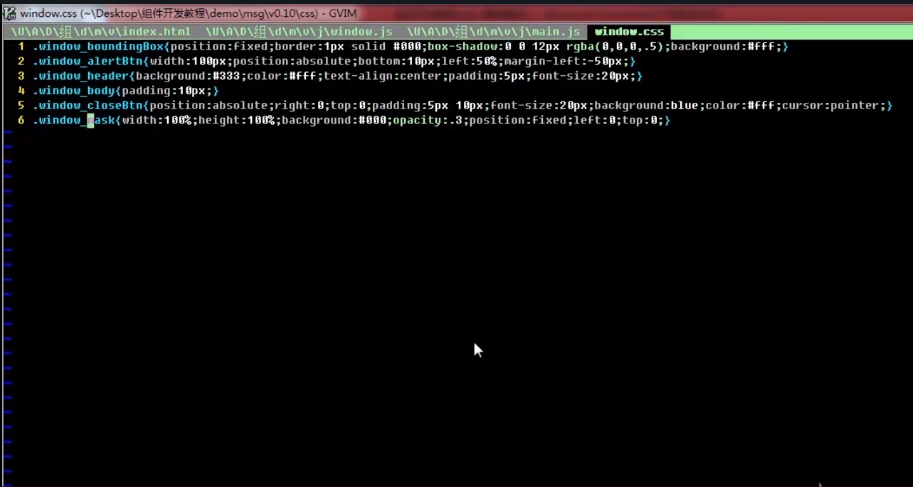 window.css (~\Desktop\组件开发教程\demo\msg\v0.10\css) - GVIM
\U\A\D\组\d\m\v\index.html \U\A\D\组\d\m\v\j\window.js \U\A\D\组\d\m\v\j\main.js window.css
1 .window_boundingBox{position:fixed;border:1px solid #000;box-shadow:0 0 12px rgba(0,0,0,.5);background:#fff;}
2 .window_alertBtn{width:100px;position:absolute;bottom:10px;left:50%;margin-left:-50px;}
3 .window_header{background:#333;color:#fff;text-align:center;padding:5px;font-size:20px;}
4 .window_body{padding:10px;}
5 .window_closeBtn{position:absolute;right:0;top:0;padding:5px 10px;font-size:20px;background:blue;color:#fff;cursor:pointer;}
6 .window_mask{width:100%;height:100%;background:#000;opacity:.3;position:fixed;left:0;top:0;}